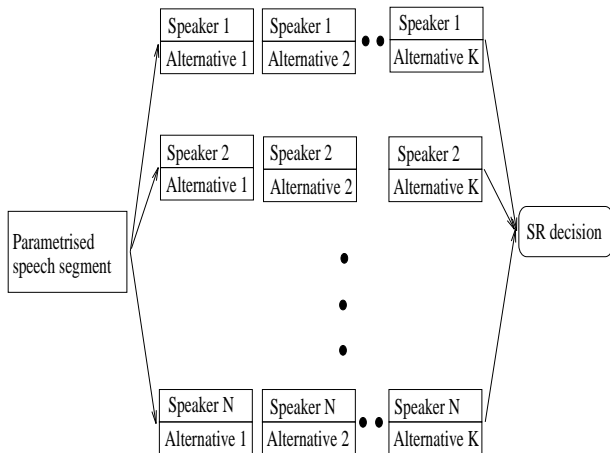 Speaker 1 Speaker 1 Speaker 1
Alternative 1 Alternative 2 Alternative K
Speaker 2 Speaker 2 Speaker 2
Alternative 1 Alternative 2 Alternative K
Parametrised
speech segment
SR decision
Speaker N Speaker N Speaker N
Alternative 1 Alternative 2 Alternative K